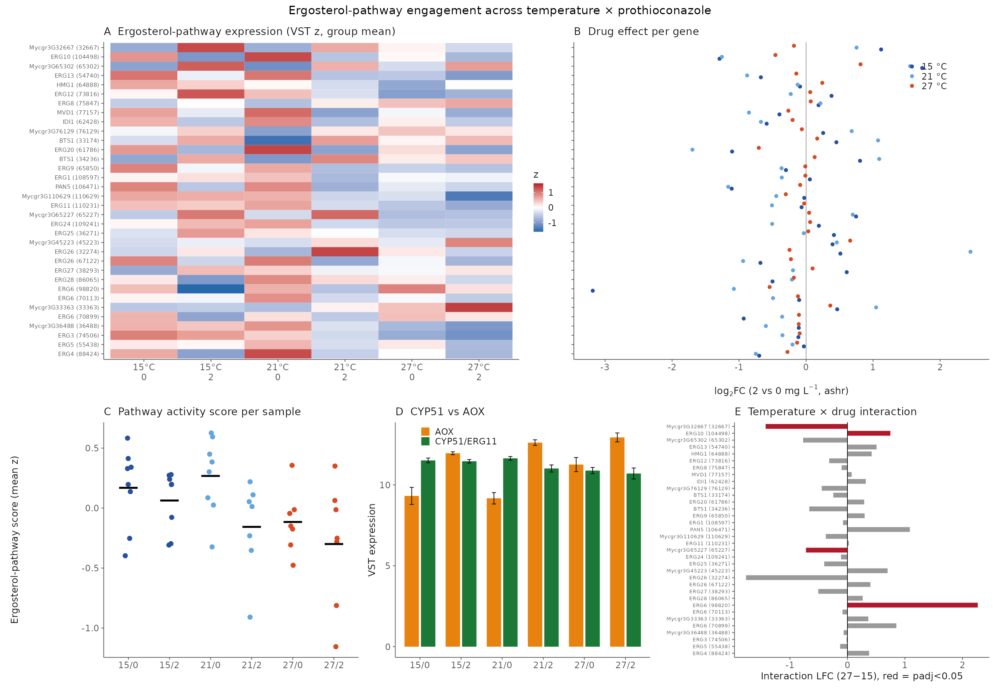 Ergosterol-pathway engagement across temperature × prothioconazole
A Ergosterol-pathway expression (VST z, group mean)
Mycgr3G32667 (32667)
ERG10 (104498)
Mycgr3G65302 (65302)
ERG13 (54740)
HMG1 (64888)
ERG12 (73816)
ERG8 (75847)
MVD1 (77157)
IDI1 (62428)
Mycgr3G76129 (76129)
BTS1 (33174)
ERG20 (61786)
BTS1 (34236)
ERG9 (65850)
ERG1 (108597)
PAN5 (106471)
Mycgr3G110629 (110629)
ERG11 (110231)
Mycgr3G65227 (65227)
ERG24 (109241)
ERG25 (36271)
Mycgr3G45223 (45223)
ERG26 (32274)
ERG26 (67122)
ERG27 (38293)
ERG28 (86065)
ERG6 (98820)
ERG6 (70113)
Mycgr3G33363 (33363)
ERG6 (70899)
Mycgr3G36488 (36488)
ERG3 (74506)
ERG5 (55438)
ERG4 (88424)
15°C 15°C 21°C 21°C 27°C 27°C
0 2 0 2 0 2
z
1
0
-1
B Drug effect per gene
15 °C
21 °C
27 °C
-3 -2 -1 0 1 2
log₂FC (2 vs 0 mg L⁻¹, ashr)
C Pathway activity score per sample
Ergosterol-pathway score (mean z)
0.5
0.0
-0.5
-1.0
15/0 15/2 21/0 21/2 27/0 27/2
D CYP51 vs AOX
AOX
CYP51/ERG11
VST expression
10
5
0
15/0 15/2 21/0 21/2 27/0 27/2
E Temperature × drug interaction
Mycgr3G32667 (32667)
ERG10 (104498)
Mycgr3G65302 (65302)
ERG13 (54740)
HMG1 (64888)
ERG12 (73816)
ERG8 (75847)
MVD1 (77157)
IDI1 (62428)
Mycgr3G76129 (76129)
BTS1 (33174)
ERG20 (61786)
BTS1 (34236)
ERG9 (65850)
ERG1 (108597)
PAN5 (106471)
Mycgr3G110629 (110629)
ERG11 (110231)
Mycgr3G65227 (65227)
ERG24 (109241)
ERG25 (36271)
Mycgr3G45223 (45223)
ERG26 (32274)
ERG26 (67122)
ERG27 (38293)
ERG28 (86065)
ERG6 (98820)
ERG6 (70113)
Mycgr3G33363 (33363)
ERG6 (70899)
Mycgr3G36488 (36488)
ERG3 (74506)
ERG5 (55438)
ERG4 (88424)
-1 0 1 2
Interaction LFC (27−15), red = padj<0.05